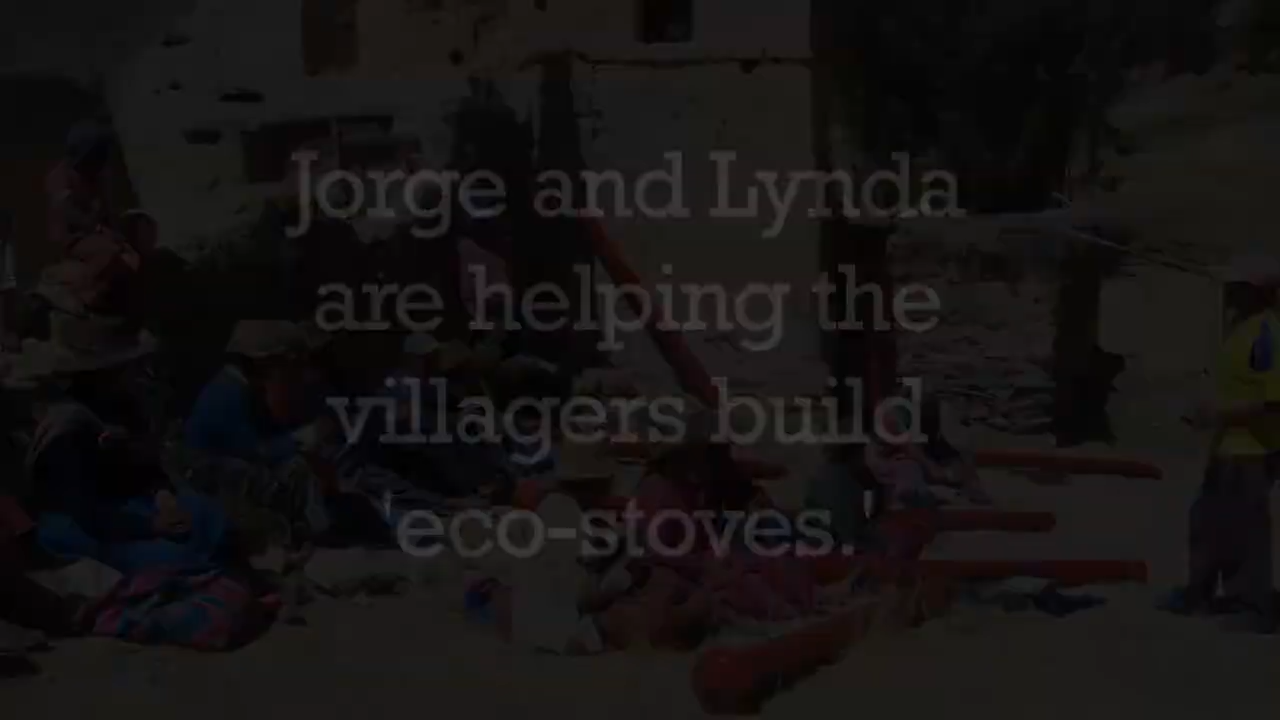 Jorge and Lynda
are helping the
villagers build
eco-stoves.